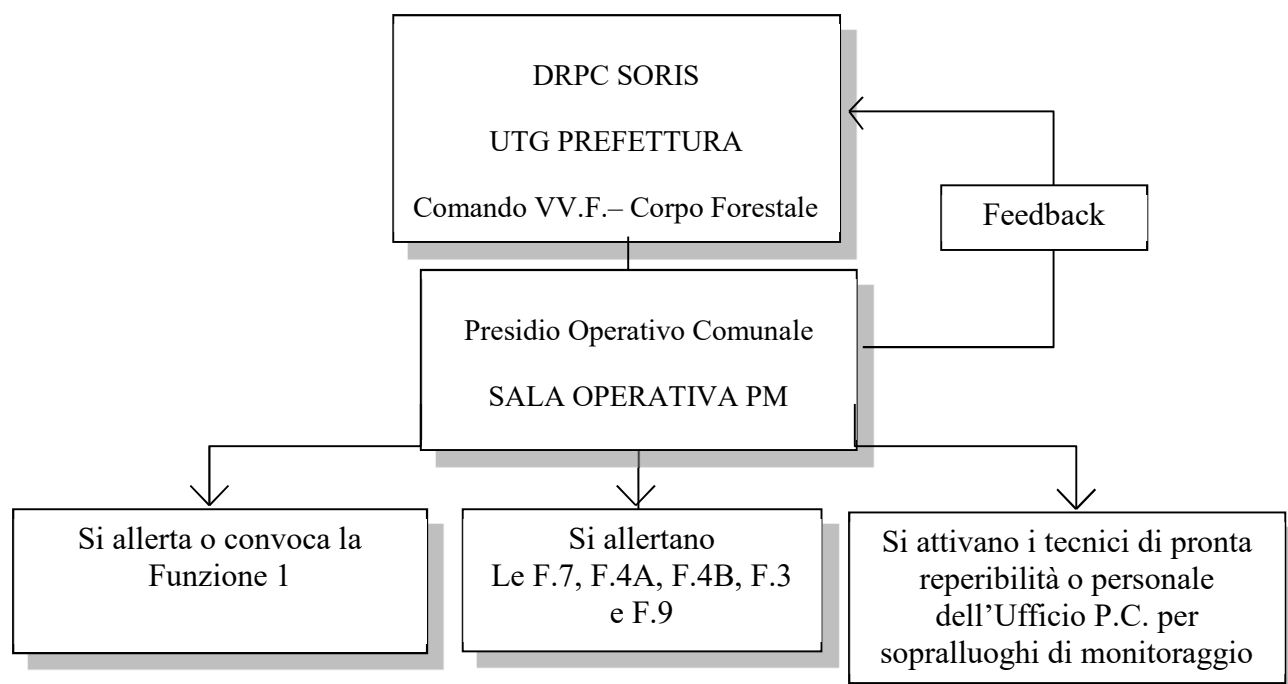 DRPC SORIS
UTG PREFETTURA
Comando VV.F.– Corpo Forestale
Feedback
Presidio Operativo Comunale
SALA OPERATIVA PM
Si allerta o convoca la
Funzione 1
Si allertano
Le F.7, F.4A, F.4B, F.3
e F.9
Si attivano i tecnici di pronta
reperibilità o personale
dell’Ufficio P.C. per
sopralluoghi di monitoraggio